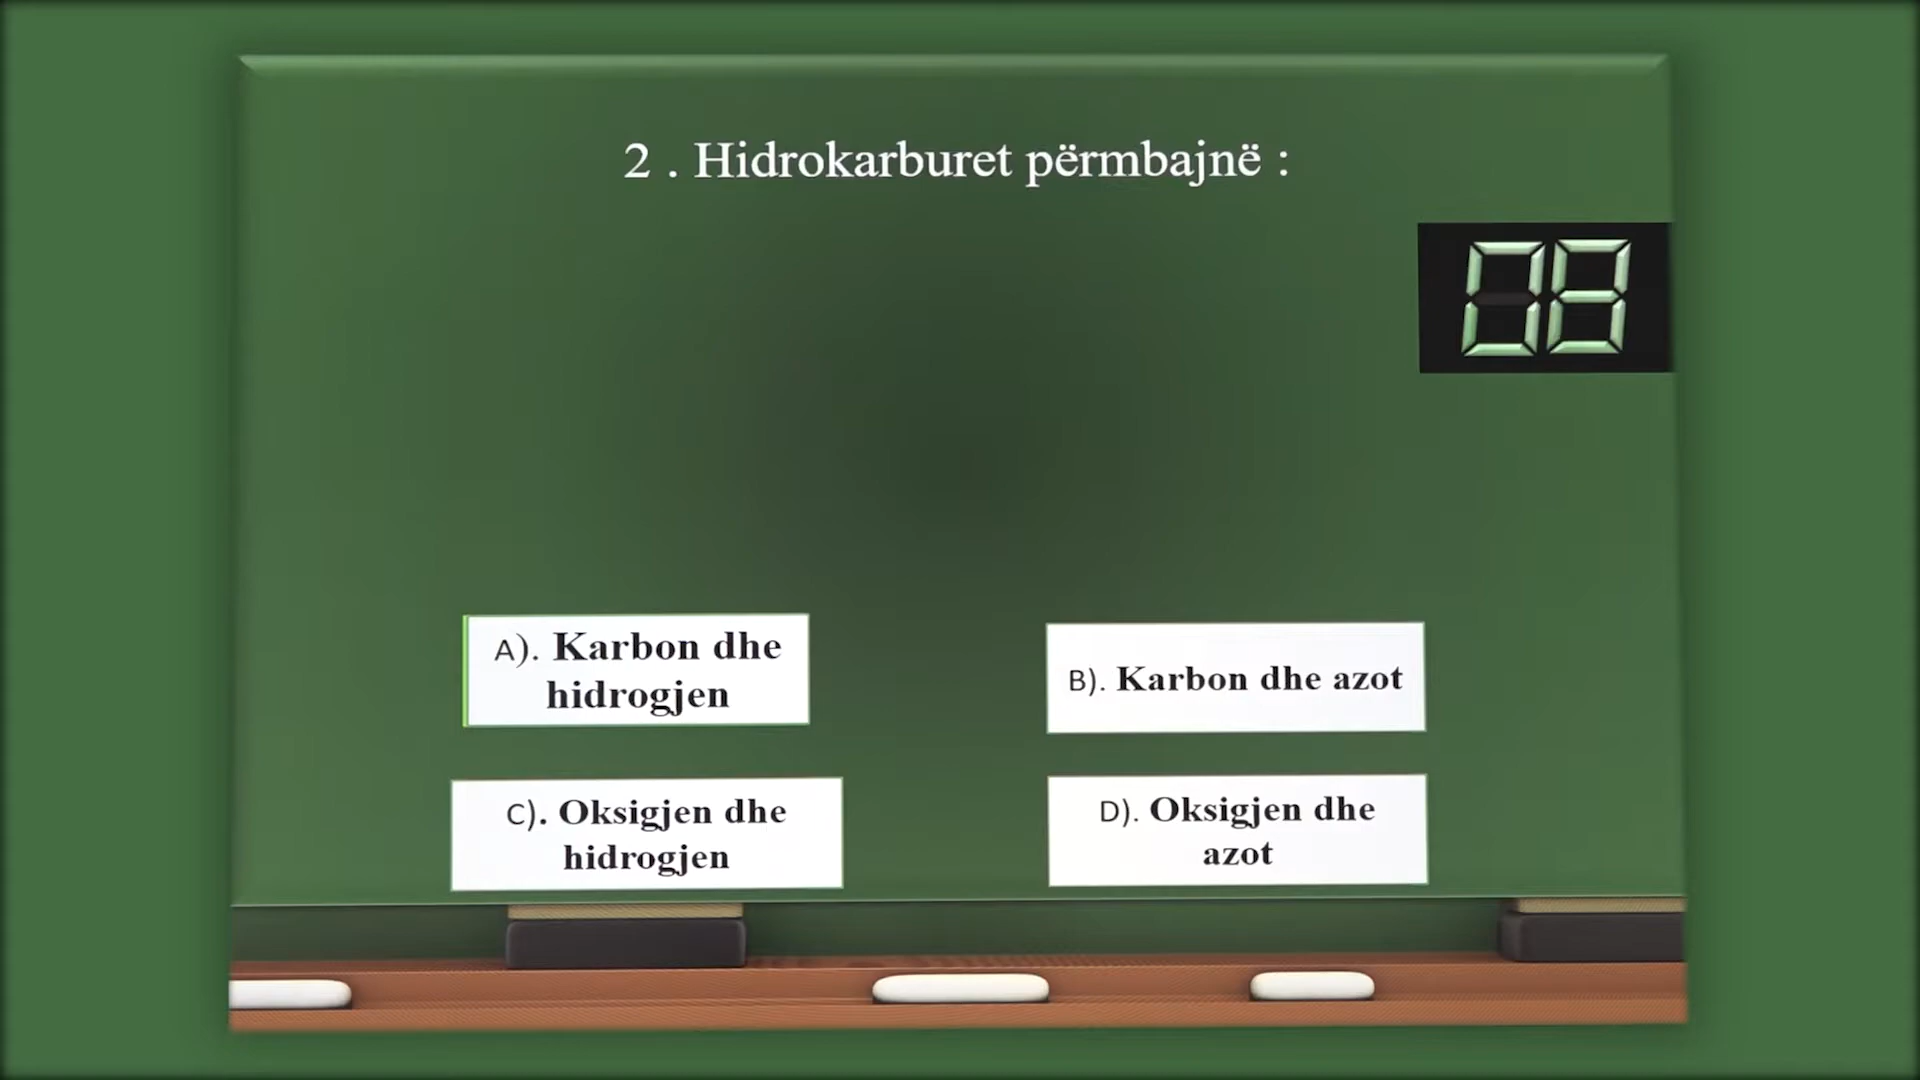 2 . Hidrokarburet përmbajnë :
08
A). Karbon dhe
hidrogjen
B). Karbon dhe azot
C). Oksigjen dhe
hidrogjen
D). Oksigjen dhe
azot